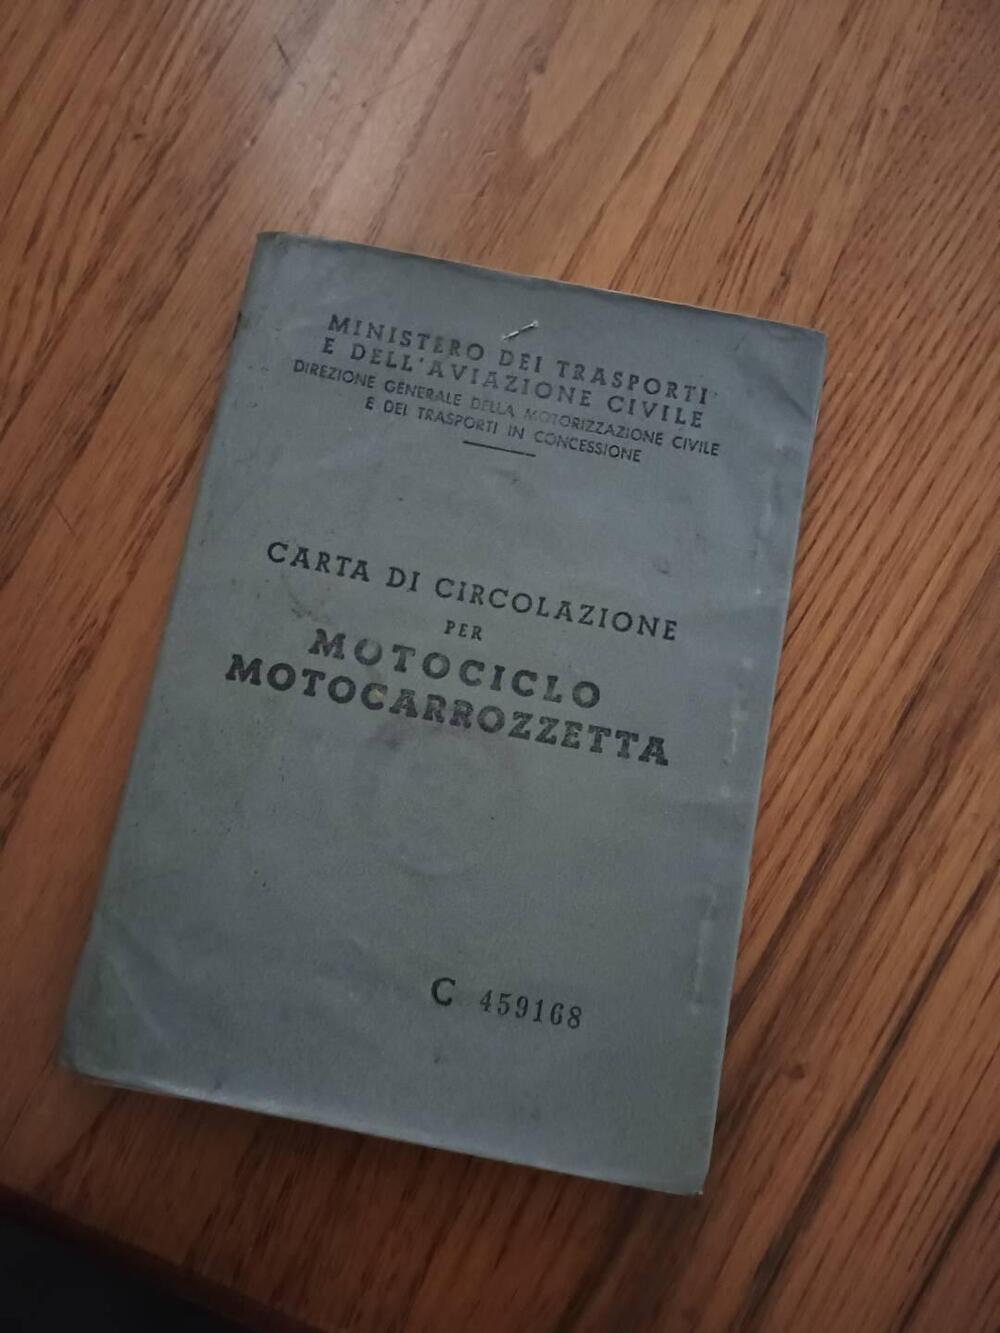 MINISTERO DEI TRASPORTI
E DELL'AVIAZIONE CIVILE
DIREZIONE GENERALE DELLA MOTORIZZAZIONE CIVILE
E DEI TRASPORTI IN CONCESSIONE
CARTA DI CIRCOLAZIONE
PER
MOTOCICLO
MOTOCARROZZETTA
C 459168